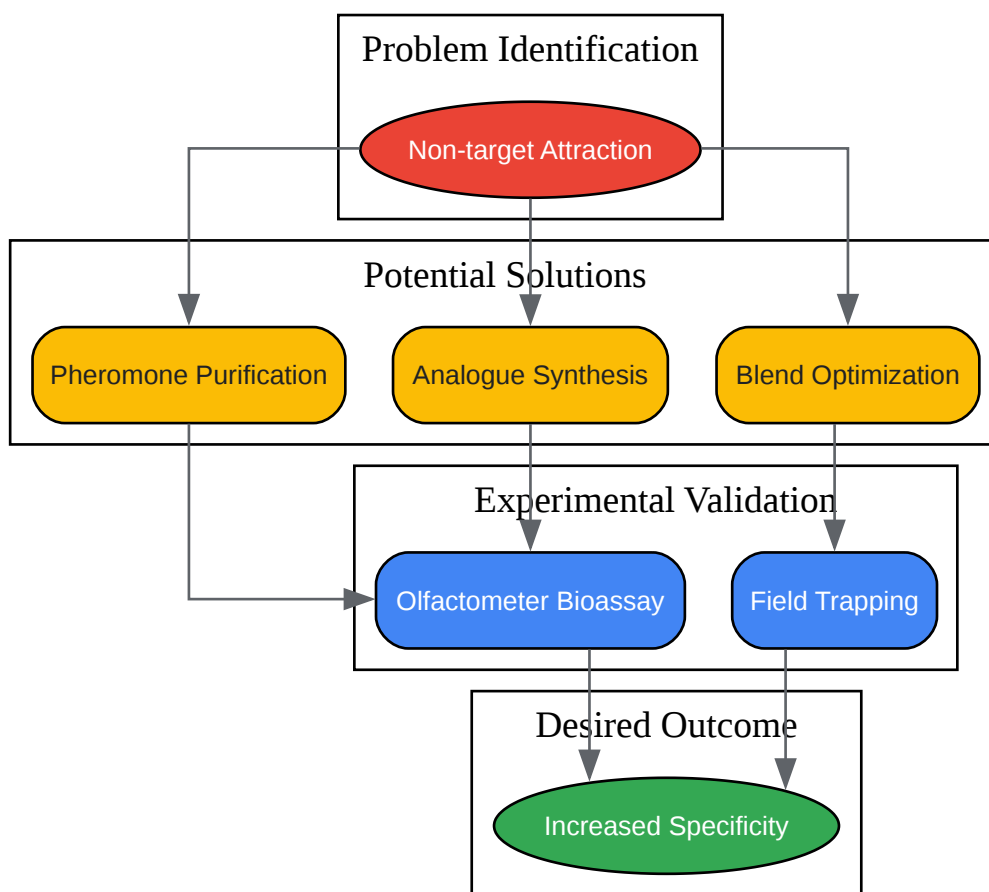 Problem Identification
Non-target Attraction
Potential Solutions
Pheromone Purification
Analogue Synthesis
Blend Optimization
Experimental Validation
Olfactometer Bioassay
Field Trapping
Desired Outcome
Increased Specificity